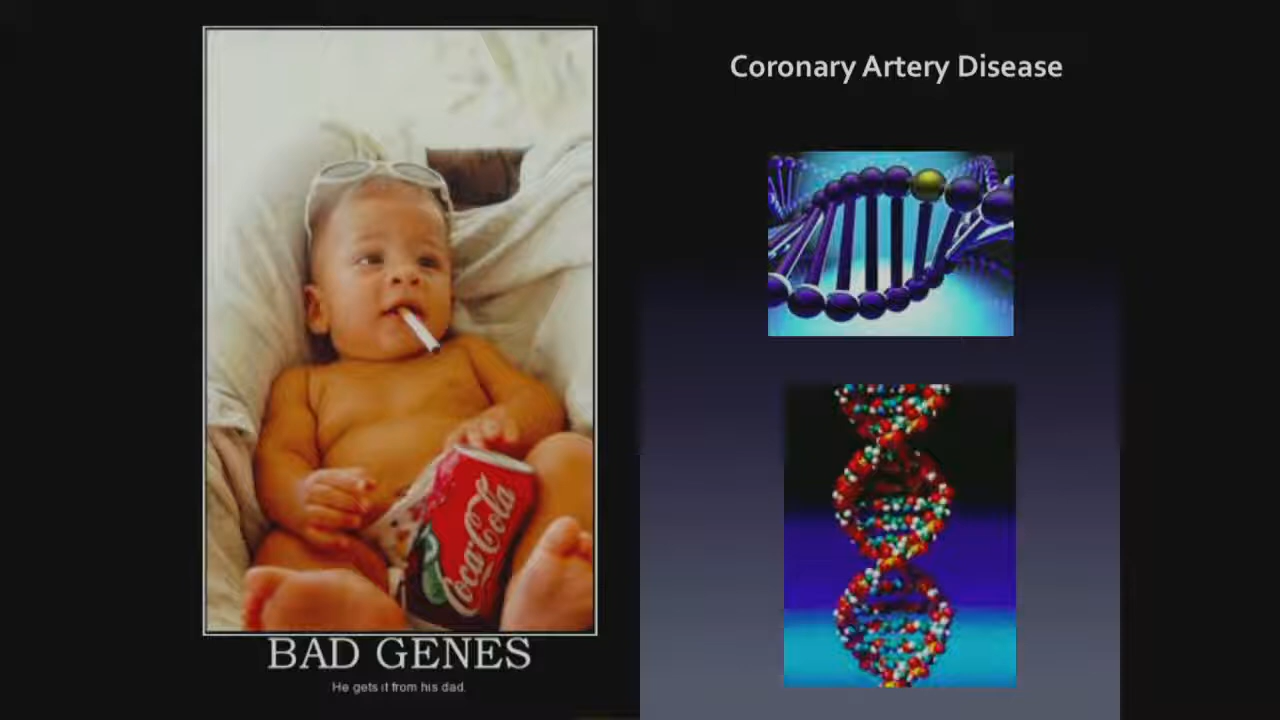 Coca-Cola
BAD GENES
He gets it from his dad.
Coronary Artery Disease